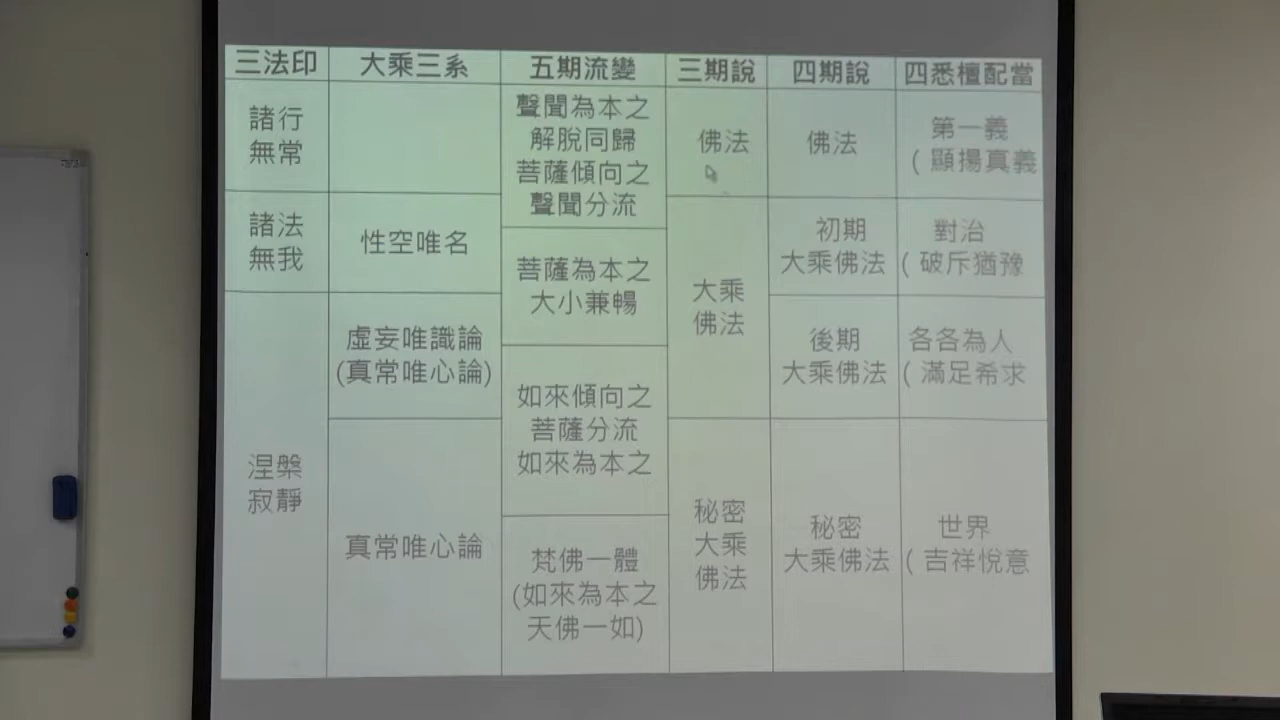 三法印 大乘三系 五期流變 三期說 四期說 四悉檀配當
諸行
無常
聲聞為本之
解脫同歸
菩薩傾向之
聲聞分流
佛法
佛法
第一義
(顯揚真義
諸法
無我
性空唯名
菩薩為本之
大小兼暢
大乘
佛法
初期
大乘佛法
對治
(破斥猶豫
涅槃
寂靜
虛妄唯識論
(真常唯心論)
如來傾向之
菩薩分流
如來為本之
後期
大乘佛法
各各為人
(滿足希求
真常唯心論
梵佛一體
(如來為本之
天佛一如)
秘密
大乘
佛法
秘密
大乘佛法
世界
(吉祥悅意